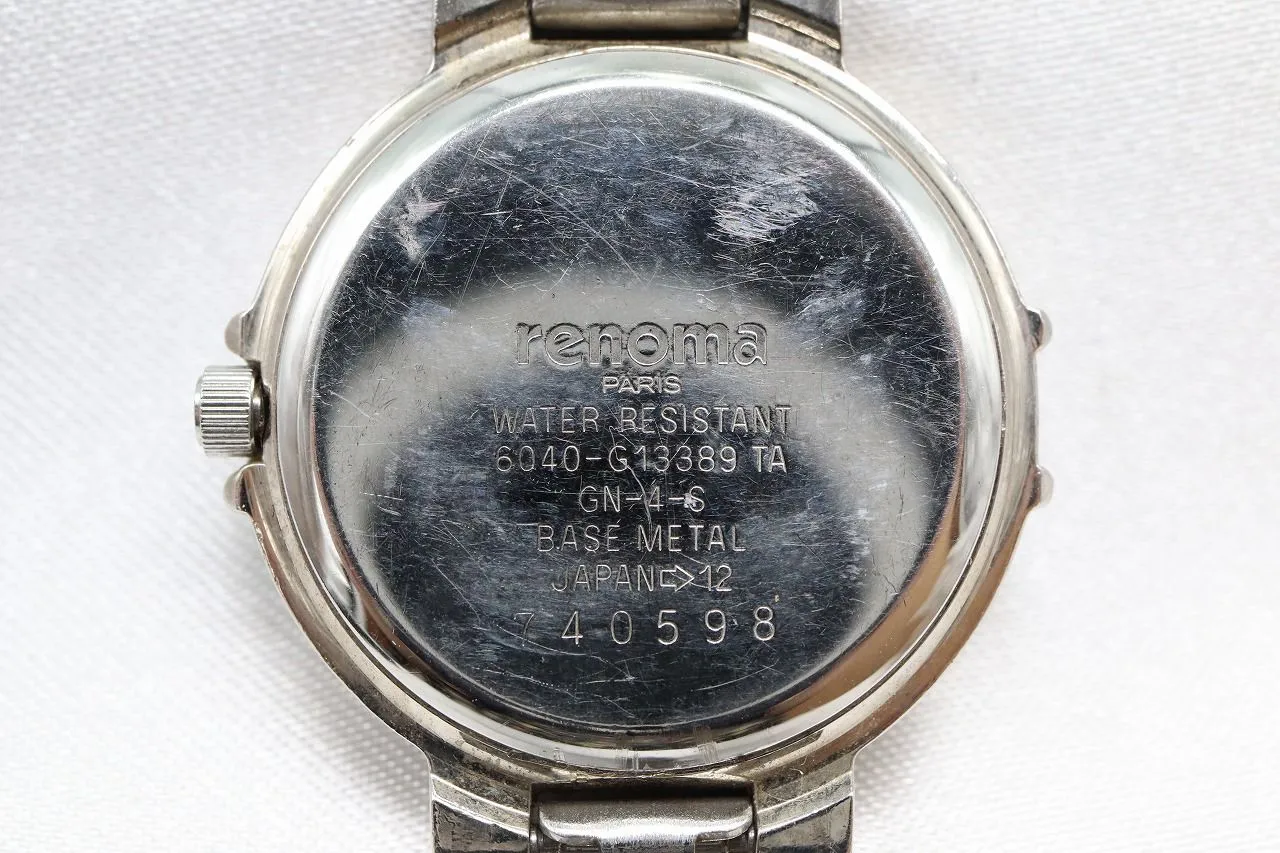 renoma
PARIS
WATER RESISTANT
6040-G13389 TA
GN-4-S
BASE METAL
JAPAN⇨12
740598